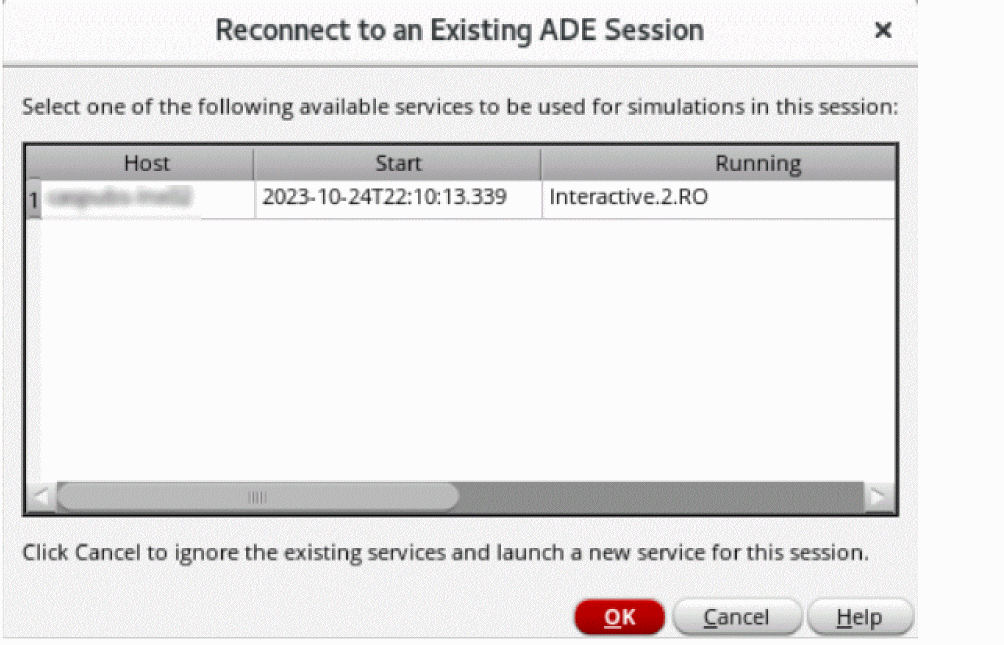 Reconnect to an Existing ADE Session
Select one of the following available services to be used for simulations in this session:
Host Start Running
1 2023-10-24T22:10:13.339 Interactive.2.RO
Click Cancel to ignore the existing services and launch a new service for this session.
OK Cancel Help